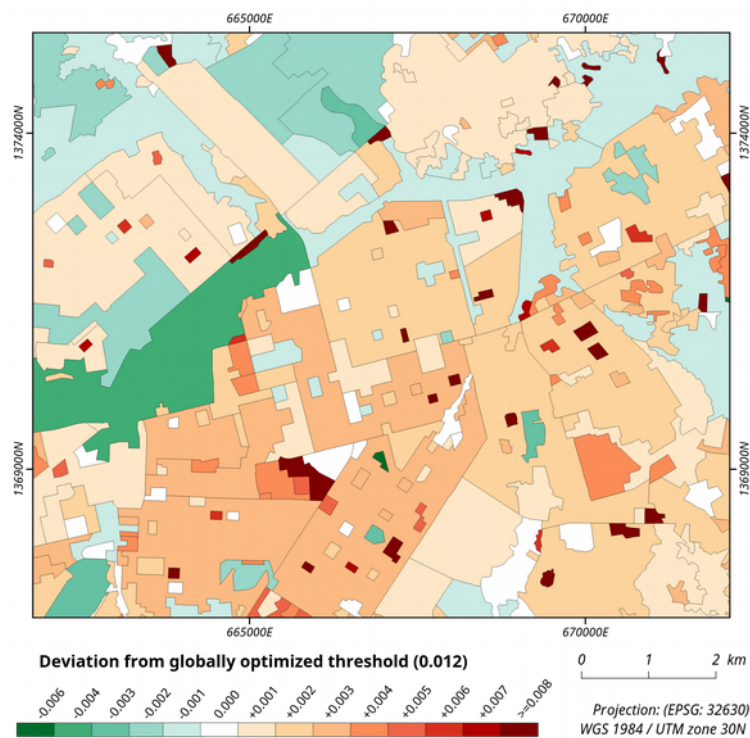 665000E 670000E
1374000N 1374000N
1369000N 1369000N
665000E 670000E
Deviation from globally optimized threshold (0.012)
0 1 2 km
-0.006 -0.004 -0.003 -0.002 -0.001 0.000 +0.001 +0.002 +0.003 +0.004 +0.005 +0.006 +0.007 >=0.008
Projection: (EPSG: 32630)
WGS 1984 / UTM zone 30N